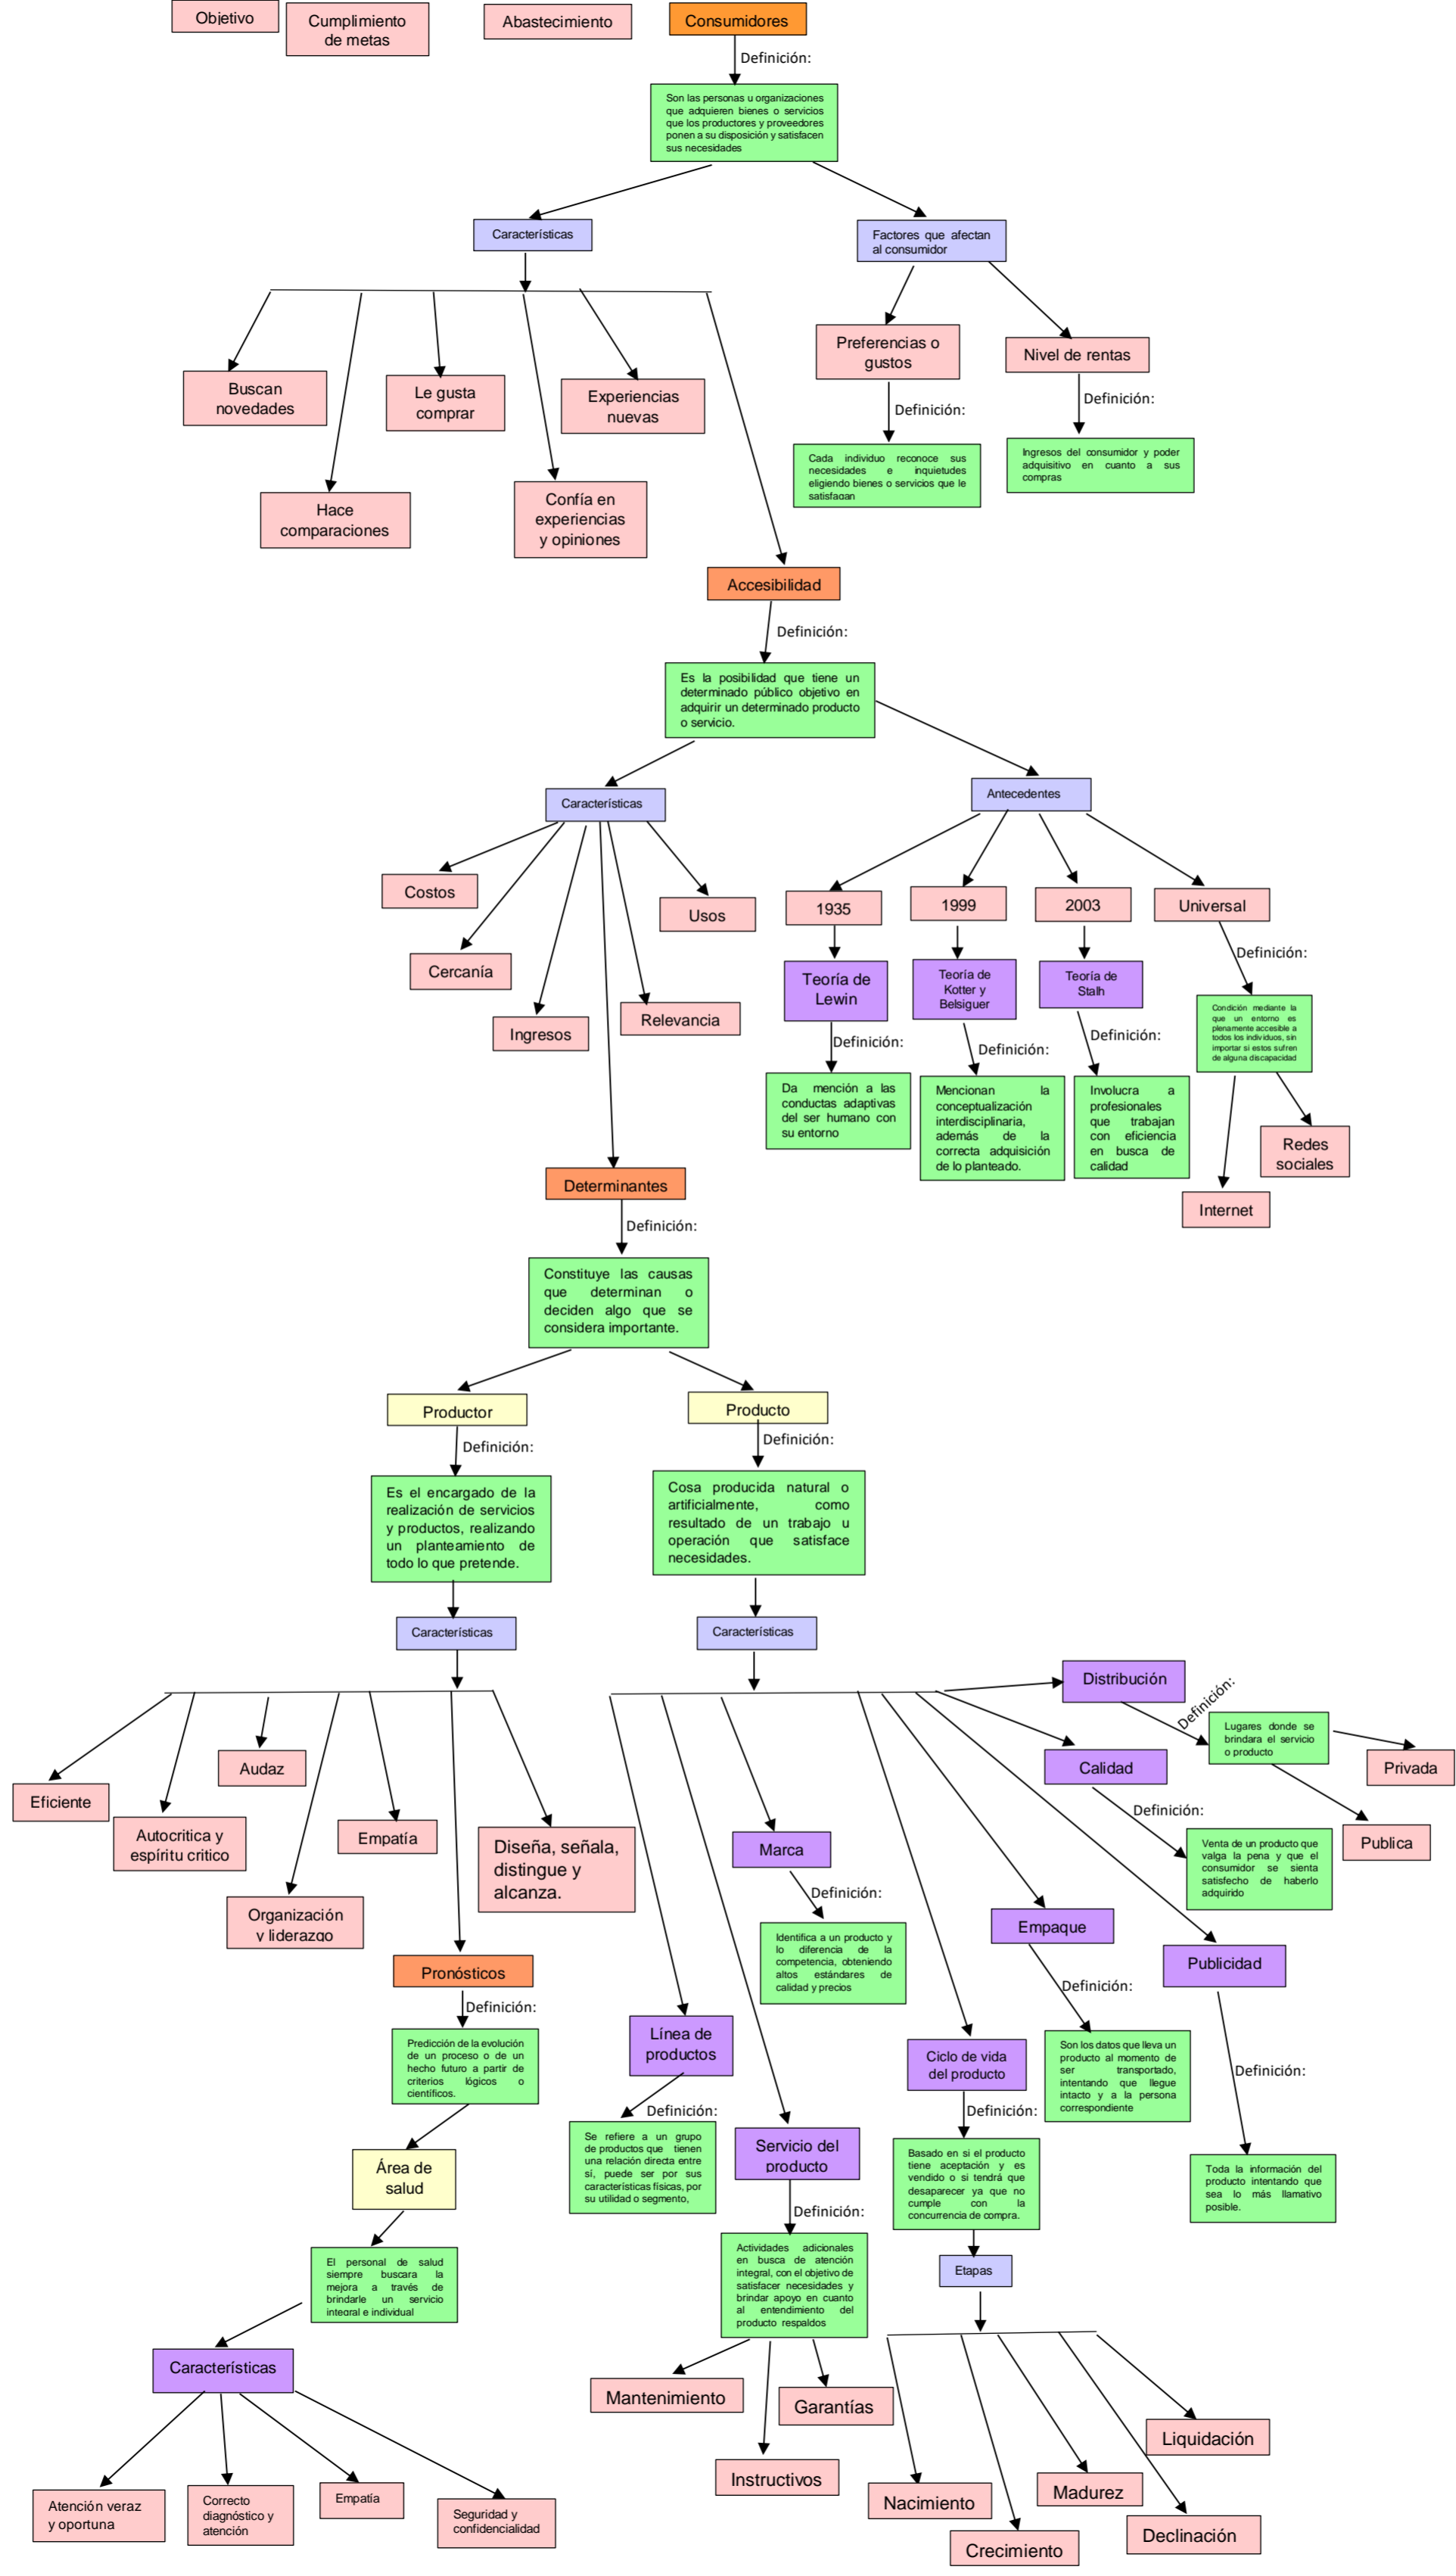 Objetivo
Cumplimiento
de metas
Abastecimiento
Consumidores
Definición:
Son las personas u organizaciones
que adquieren bienes o servicios
que los productores y proveedores
ponen a su disposición y satisfacen
sus necesidades
Características
Factores que afectan
al consumidor
Preferencias o
gustos
Nivel de rentas
Buscan
novedades
Le gusta
comprar
Experiencias
nuevas
Definición:
Definición:
Cada individuo reconoce sus
necesidades e inquietudes
eligiendo bienes o servicios que le
satisfagan
Ingresos del consumidor y poder
adquisitivo en cuanto a sus
compras
Hace
comparaciones
Confía en
experiencias
y opiniones
Accesibilidad
Definición:
Es la posibilidad que tiene un
determinado público objetivo en
adquirir un determinado producto
o servicio.
Características
Antecedentes
Costos
Usos
1935
1999
2003
Universal
Cercanía
Ingresos
Relevancia
Teoría de
Lewin
Teoría de
Kotter y
Belsiguer
Teoría de
Stalh
Definición:
Condición mediante la
que un entorno es
plenamente accesible a
todos los individuos, sin
importar si estos sufren
de alguna discapacidad
Definición:
Definición:
Definición:
Da mención a las
conductas adaptivas
del ser humano con
su entorno
Mencionan la
conceptualización
interdisciplinaria,
además de la
correcta adquisición
de lo planteado.
Involucra a
profesionales
que trabajan
con eficiencia
en busca de
calidad
Redes
sociales
Internet
Determinantes
Definición:
Constituye las causas
que determinan o
deciden algo que se
considera importante.
Productor
Producto
Definición:
Definición:
Es el encargado de la
realización de servicios
y productos, realizando
un planteamiento de
todo lo que pretende.
Cosa producida natural o
artificialmente, como
resultado de un trabajo u
operación que satisface
necesidades.
Características
Características
Distribución
Definición:
Lugares donde se
brindara el servicio
o producto
Privada
Publica
Calidad
Definición:
Venta de un producto que
valga la pena y que el
consumidor se sienta
satisfecho de haberlo
adquirido
Eficiente
Autocritica y
espíritu critico
Audaz
Organización
y liderazgo
Empatía
Diseña, señala,
distingue y
alcanza.
Marca
Definición:
Identifica a un producto y
lo diferencia de la
competencia, obteniendo
altos estándares de
calidad y precios
Empaque
Definición:
Son los datos que lleva un
producto al momento de
ser transportado,
intentando que llegue
intacto y a la persona
correspondiente
Publicidad
Definición:
Toda la información del
producto intentando que
sea lo más llamativo
posible.
Pronósticos
Definición:
Predicción de la evolución
de un proceso o de un
hecho futuro a partir de
criterios lógicos o
científicos.
Línea de
productos
Definición:
Se refiere a un grupo
de productos que tienen
una relación directa entre
sí, puede ser por sus
características físicas, por
su utilidad o segmento,
Servicio del
producto
Definición:
Actividades adicionales
en busca de atención
integral, con el objetivo de
satisfacer necesidades y
brindar apoyo en cuanto
al entendimiento del
producto respaldos
Ciclo de vida
del producto
Definición:
Basado en si el producto
tiene aceptación y es
vendido o si tendrá que
desaparecer ya que no
cumple con la
concurrencia de compra.
Etapas
Área de
salud
El personal de salud
siempre buscara la
mejora a través de
brindarle un servicio
integral e individual
Características
Atención veraz
y oportuna
Correcto
diagnóstico y
atención
Empatía
Seguridad y
confidencialidad
Mantenimiento
Garantías
Instructivos
Nacimiento
Crecimiento
Madurez
Declinación
Liquidación